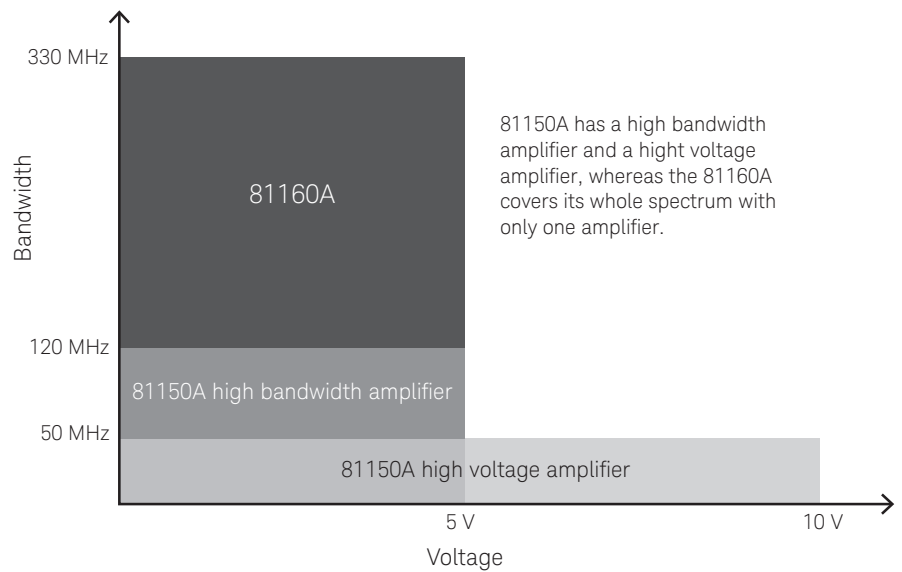 330 MHz
Bandwidth
81160A
81150A has a high bandwidth
amplifier and a hight voltage
amplifier, whereas the 81160A
covers its whole spectrum with
only one amplifier.
120 MHz
81150A high bandwidth amplifier
50 MHz
81150A high voltage amplifier
5 V
10 V
Voltage